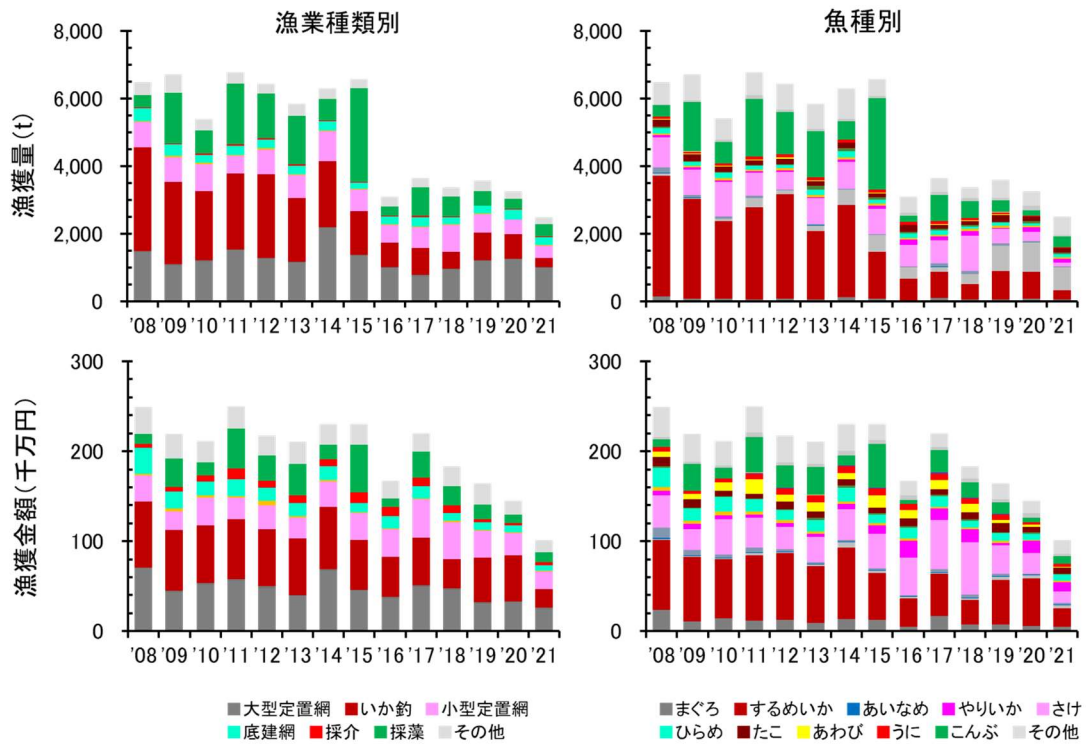 漁業種類別
漁獲量(t)
8,000
6,000
4,000
2,000
0
'08 '09 '10 '11 '12 '13 '14 '15 '16 '17 '18 '19 '20 '21
魚種別
8,000
6,000
4,000
2,000
0
'08 '09 '10 '11 '12 '13 '14 '15 '16 '17 '18 '19 '20 '21
漁獲金額(千万円)
300
200
100
0
'08 '09 '10 '11 '12 '13 '14 '15 '16 '17 '18 '19 '20 '21
300
200
100
0
'08 '09 '10 '11 '12 '13 '14 '15 '16 '17 '18 '19 '20 '21
大型定置網 いか釣 小型定置網
底建網 採介 採藻 その他
まぐろ するめいか あいなめ やりいか さけ
ひらめ たこ あわび うに こんぶ その他